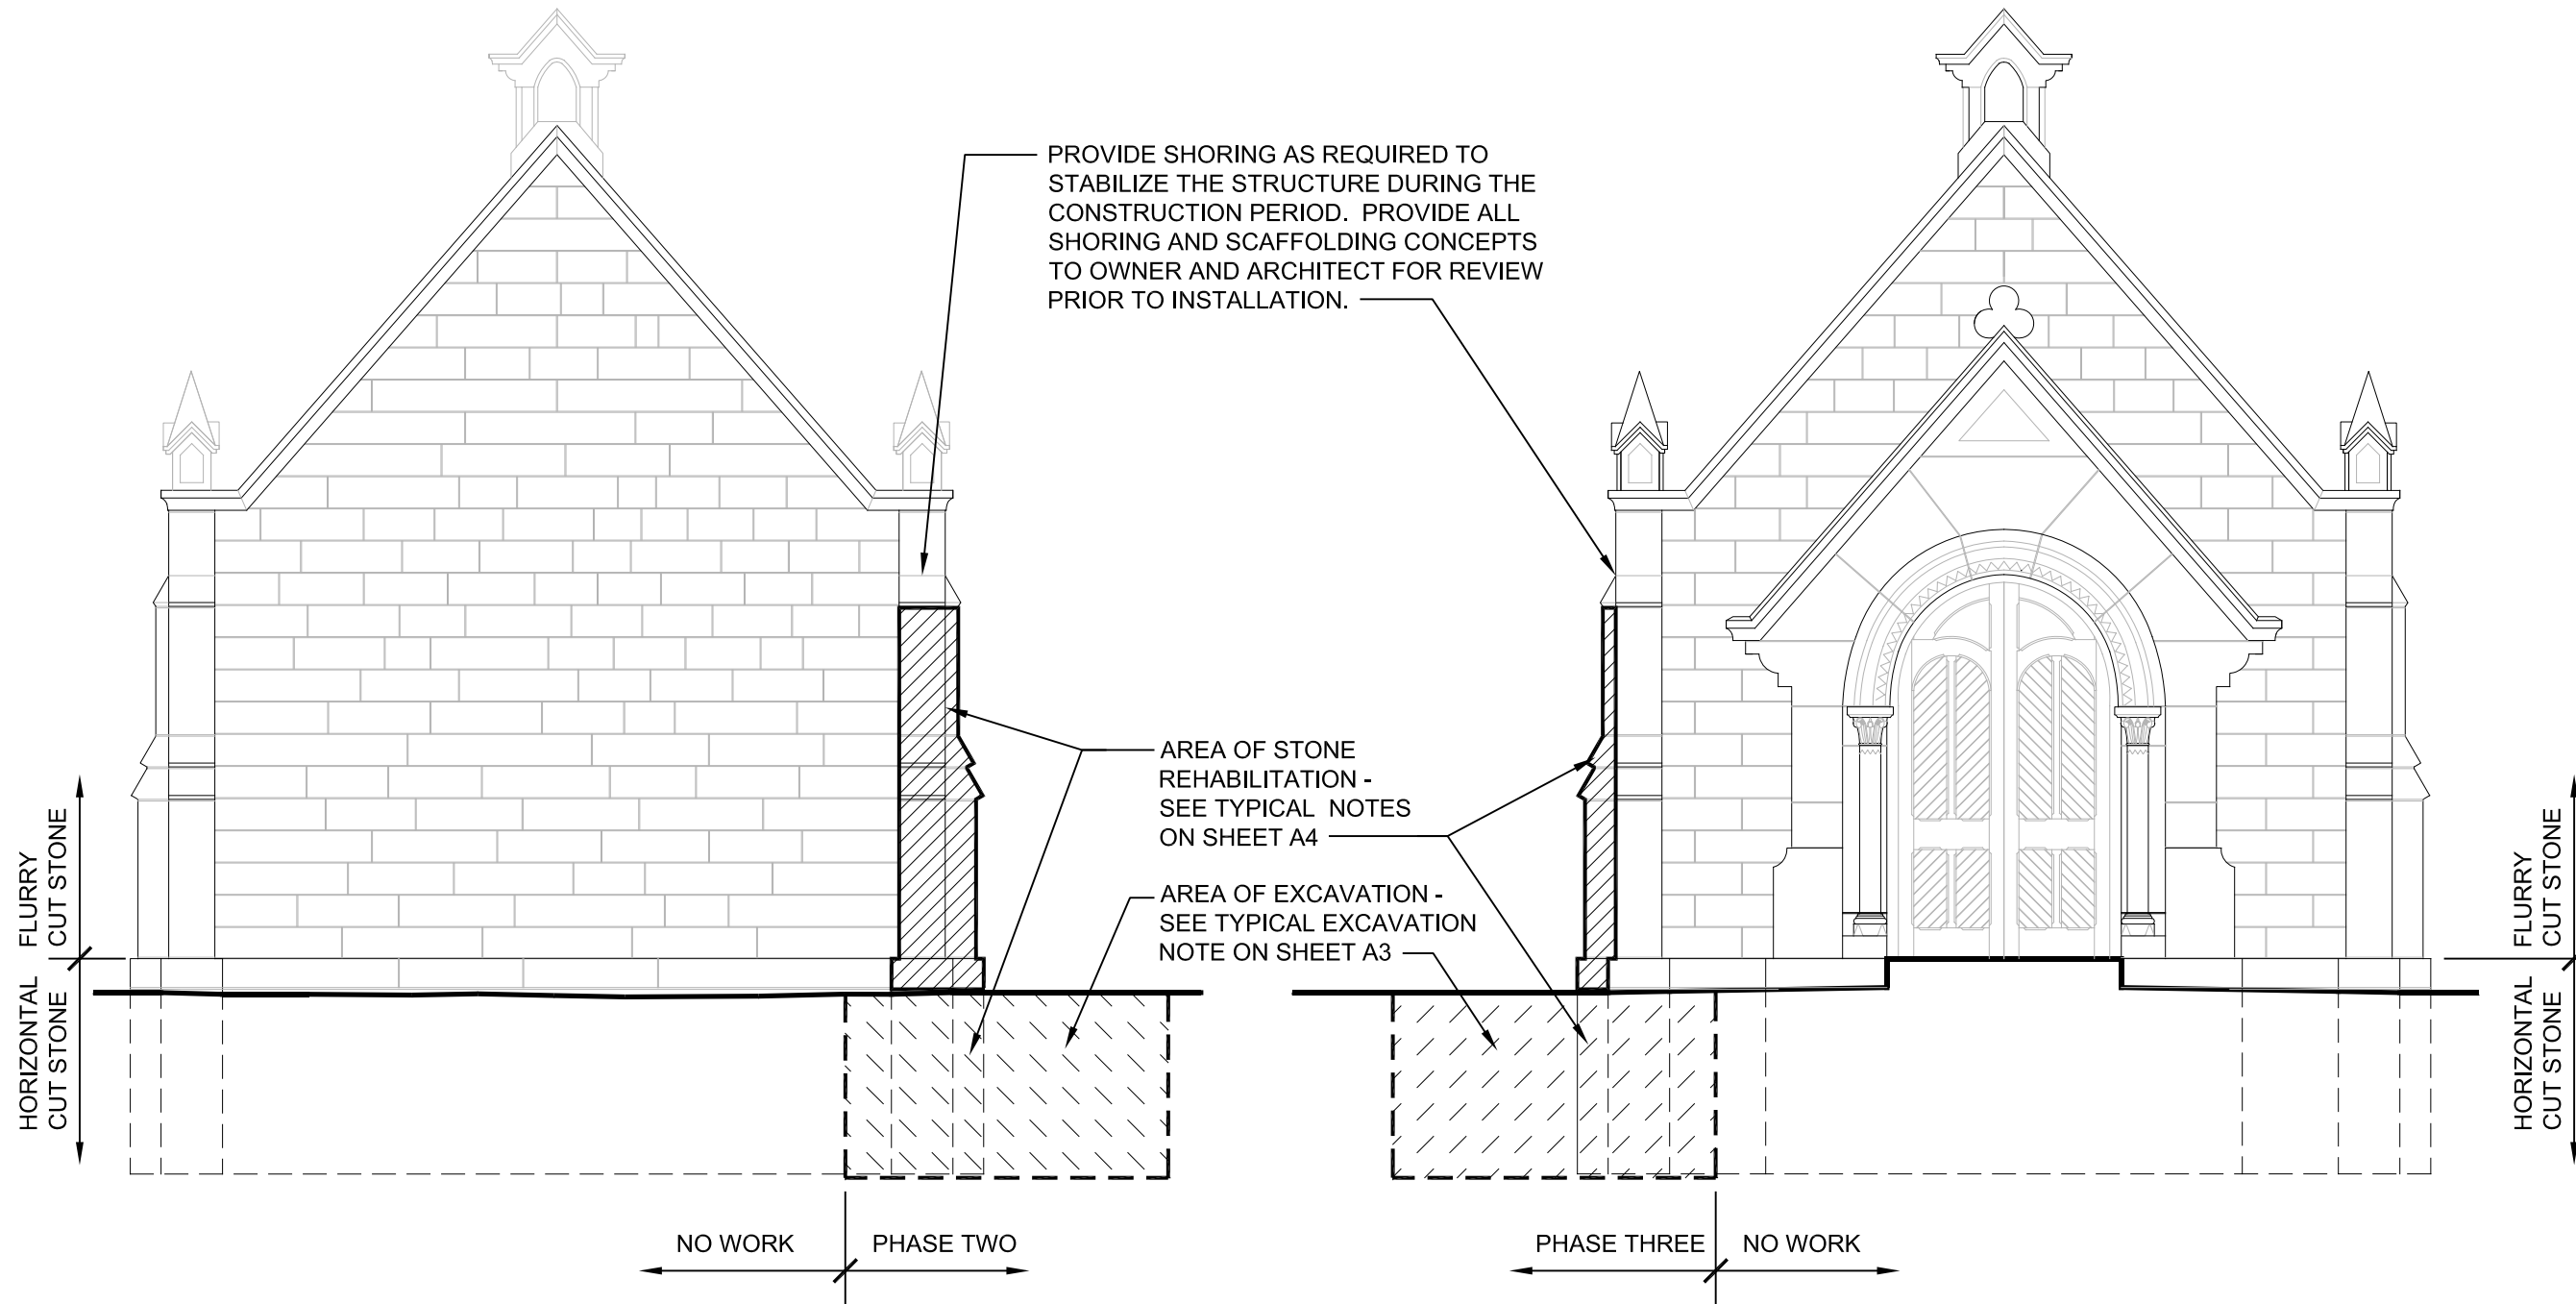 PROVIDE SHORING AS REQUIRED TO
STABILIZE THE STRUCTURE DURING THE
CONSTRUCTION PERIOD.  PROVIDE ALL
SHORING AND SCAFFOLDING CONCEPTS
TO OWNER AND ARCHITECT FOR REVIEW
PRIOR TO INSTALLATION.
AREA OF STONE
REHABILITATION -
SEE TYPICAL  NOTES
ON SHEET A4
AREA OF EXCAVATION -
SEE TYPICAL EXCAVATION
NOTE ON SHEET A3
FLURRY
CUT STONE
HORIZONTAL
CUT STONE
FLURRY
CUT STONE
HORIZONTAL
CUT STONE
NO WORK
PHASE TWO
PHASE THREE
NO WORK